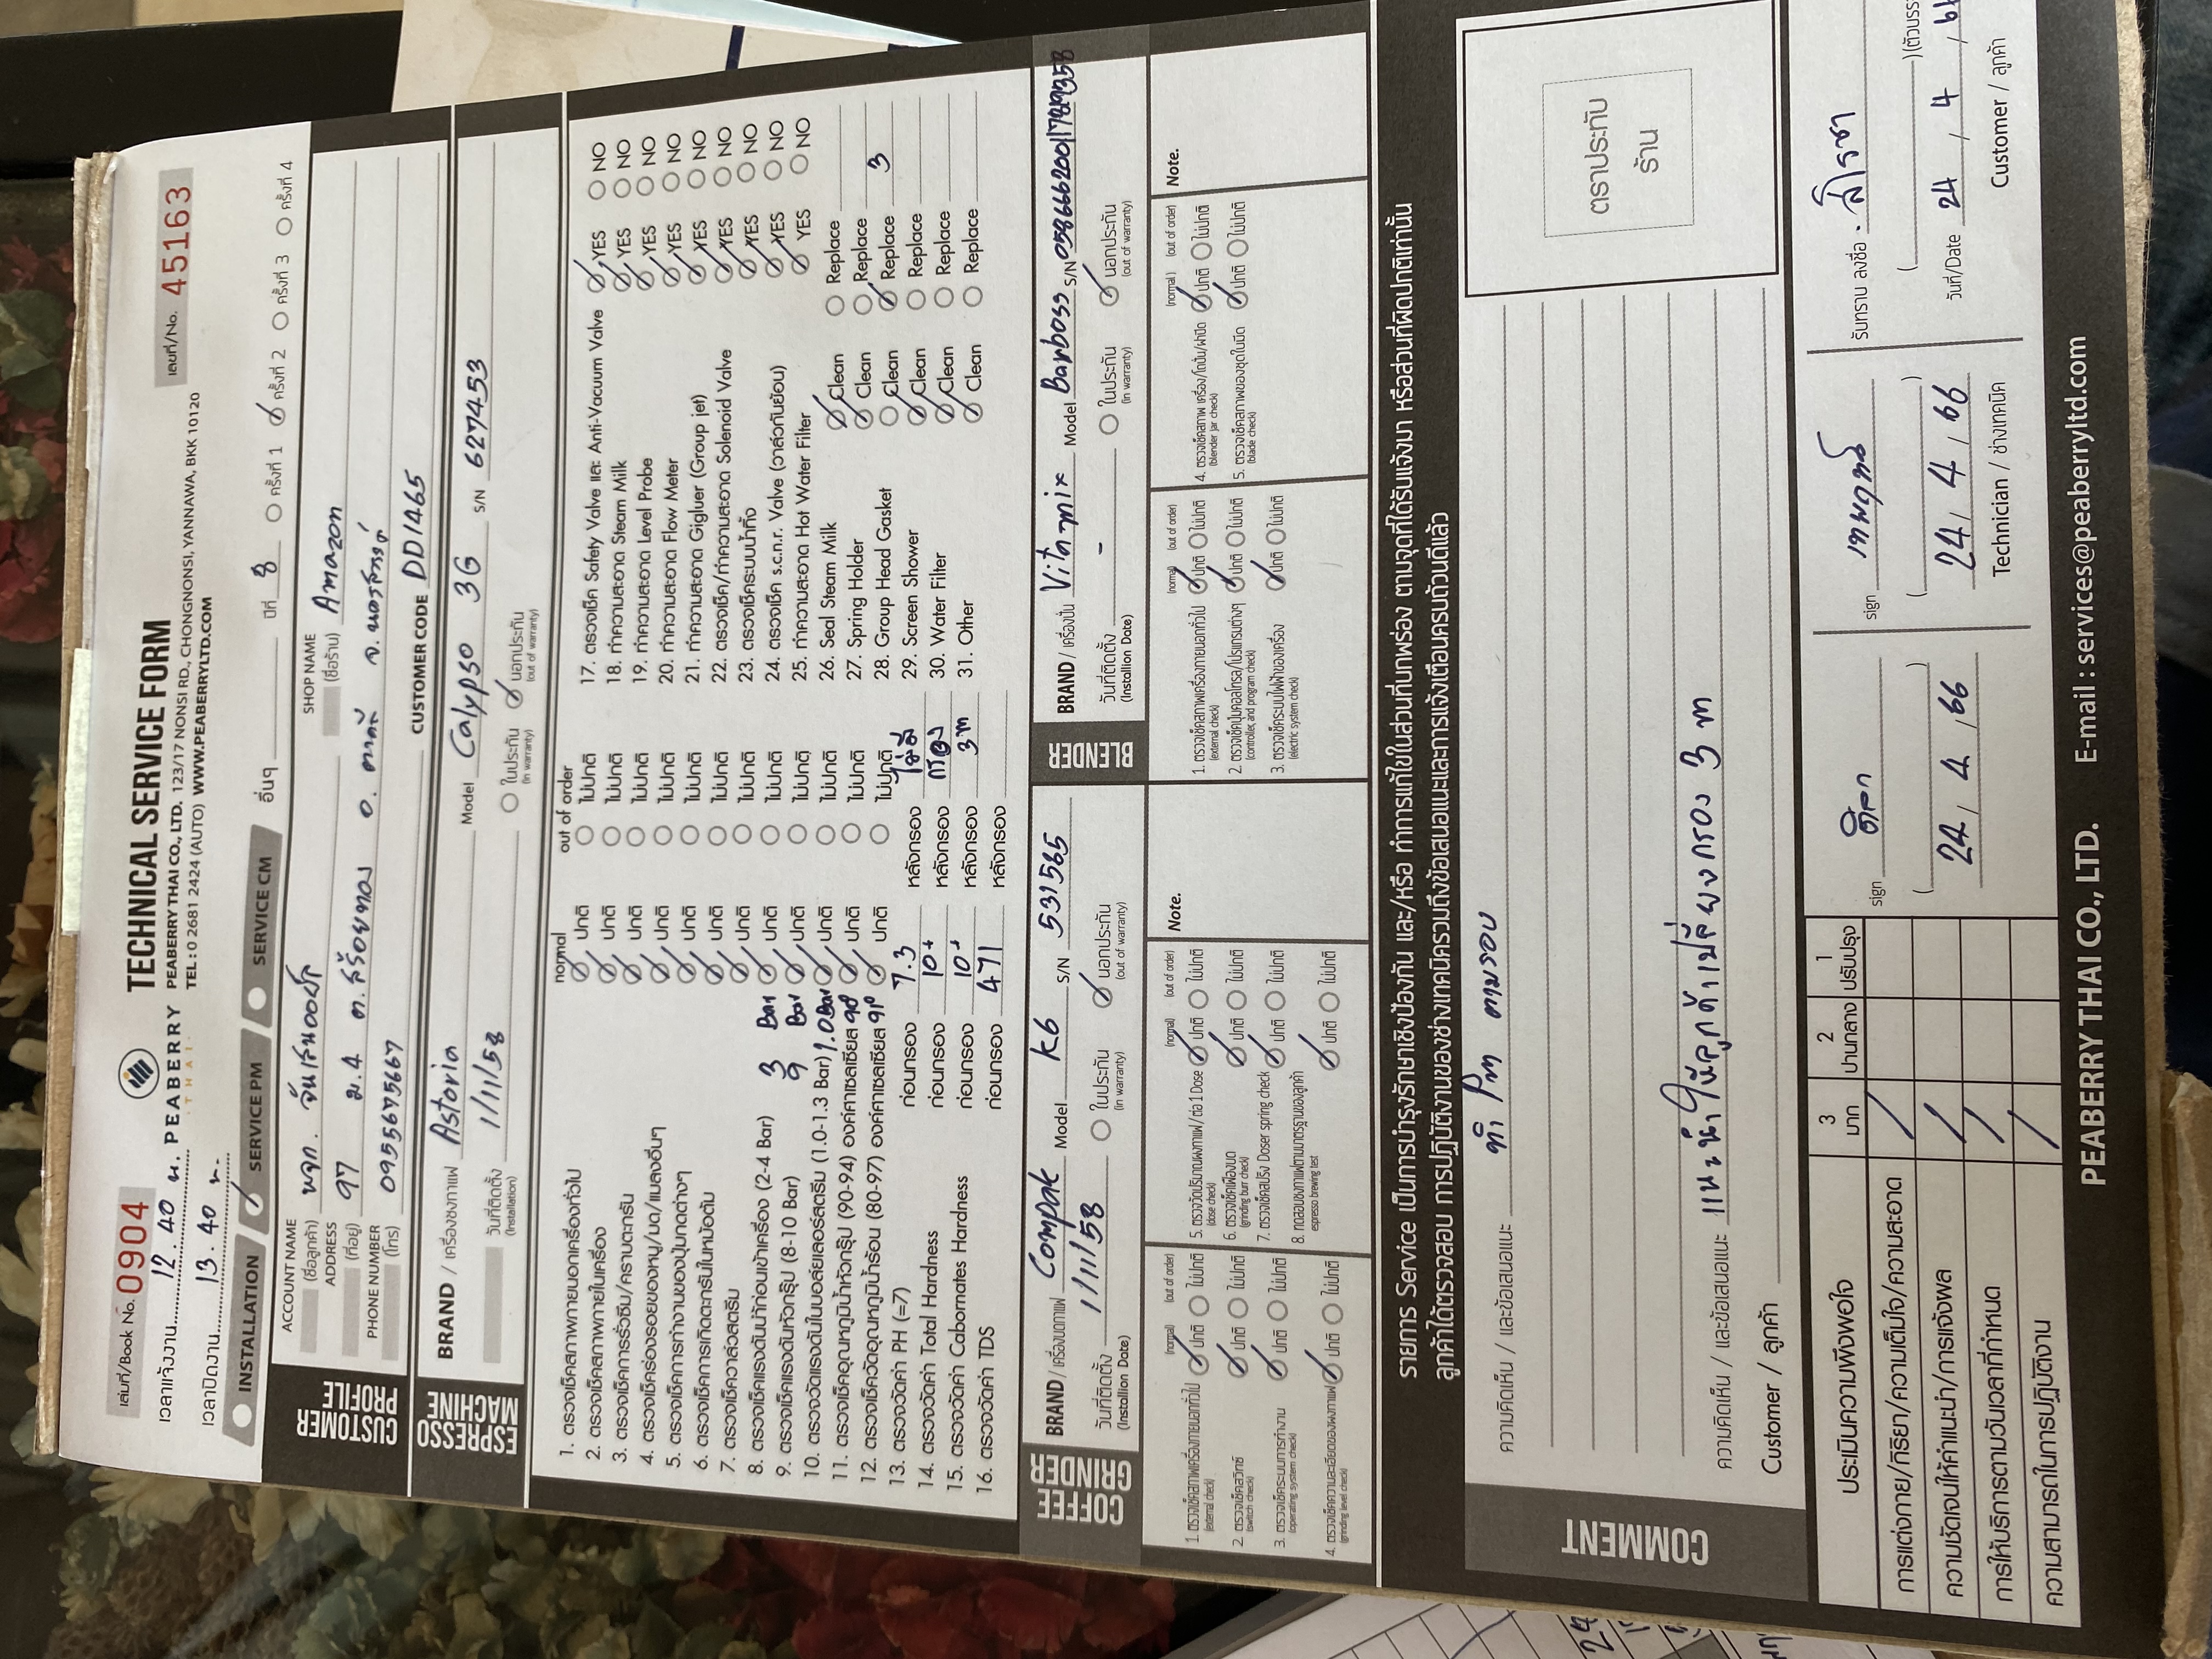 เล่มที่/Book No. 0904
เวลาแจ้งงาน 12.40 น.
เวลาปิดงาน 13.40 น.
PEABERRY
THAI
TECHNICAL SERVICE FORM
PEABERRY THAI CO., LTD. 123/17 NONSI RD., CHONGNONSI, YANNAWA, BKK 10120
TEL : 0 2681 2424 (AUTO) WWW.PEABERRYLTD.COM
เลขที่/No. 45163
INSTALLATION SERVICE PM SERVICE CM อื่นๆ ปีที่ 8 ครั้งที่ 1 ครั้งที่ 2 ครั้งที่ 3 ครั้งที่ 4
CUSTOMER PROFILE
ACCOUNT NAME (ชื่อลูกค้า) หจก. จันเสนออยล์ SHOP NAME (ชื่อร้าน) Amazon
ADDRESS (ที่อยู่) 97 ม.4 ต.สร้อยทอง อ. ตาคลี จ.นครสวรรค์
PHONE NUMBER (โทร) 0955675667 CUSTOMER CODE DD1465
ESPRESSO MACHINE
BRAND / เครื่องชงกาแฟ Astoria Model Calypso 3G S/N 627453
วันที่ติดตั้ง (Installation) 1/11/58 ในประกัน (in warranty) นอกประกัน (out of warranty)
normal out of order
1. ตรวจเช็คสภาพภายนอกเครื่องทั่วไป ปกติ ไม่ปกติ
2. ตรวจเช็คสภาพภายในเครื่อง ปกติ ไม่ปกติ
3. ตรวจเช็คการรั่วซึม/คราบตะกรัน ปกติ ไม่ปกติ
4. ตรวจเช็คร่องรอยของหนู/มด/แมลงอื่นๆ ปกติ ไม่ปกติ
5. ตรวจเช็คการทำงานของปุ่มกดต่างๆ ปกติ ไม่ปกติ
6. ตรวจเช็คการเกิดตะกรันในหม้อต้ม ปกติ ไม่ปกติ
7. ตรวจเช็ควาล์วสตรีม ปกติ ไม่ปกติ
8. ตรวจเช็คแรงดันน้ำก่อนเข้าเครื่อง (2-4 Bar) 3 Bar ปกติ ไม่ปกติ
9. ตรวจเช็คแรงดันหัวกรุ๊ป (8-10 Bar) 9 Bar ปกติ ไม่ปกติ
10. ตรวจวัดแรงดันในบอล์ยเลอร์สตรีม (1.0-1.3 Bar) 1.0 Bar ปกติ ไม่ปกติ
11. ตรวจเช็คอุณหภูมิน้ำหัวกรุ๊ป (90-94) องศ์ศาเซลเซียส 90° ปกติ ไม่ปกติ
12. ตรวจเช็ควัดอุณหภูมิน้ำร้อน (80-97) องศ์ศาเซลเซียส 91° ปกติ ไม่ปกติ
13. ตรวจวัดค่า PH (=7) ก่อนกรอง 7.3 หลังกรอง ไม่มี
14. ตรวจวัดค่า Total Hardness ก่อนกรอง 10+ หลังกรอง กรอง
15. ตรวจวัดค่า Cabornates Hardness ก่อนกรอง 10+ หลังกรอง 3m
16. ตรวจวัดค่า TDS ก่อนกรอง 471 หลังกรอง
17. ตรวจเช็ค Safety Valve และ Anti-Vacuum Valve YES NO
18. ทำความสะอาด Steam Milk YES NO
19. ทำความสะอาด Level Probe YES NO
20. ทำความสะอาด Flow Meter YES NO
21. ทำความสะอาด Gigluer (Group jet) YES NO
22. ตรวจเช็ค/ทำความสะอาด Solenoid Valve YES NO
23. ตรวจเช็คระบบน้ำทิ้ง YES NO
24. ตรวจเช็ค s.c.n.r. Valve (วาล์วกันย้อน) YES NO
25. ทำความสะอาด Hot Water Filter YES NO
26. Seal Steam Milk Clean Replace
27. Spring Holder Clean Replace
28. Group Head Gasket Clean Replace 3
29. Screen Shower Clean Replace
30. Water Filter Clean Replace
31. Other Clean Replace
COFFEE GRINDER
BRAND / เครื่องบดกาแฟ Compak Model K6 S/N 531565
วันที่ติดตั้ง (Installion Date) 1/11/58 ในประกัน (in warranty) นอกประกัน (out of warranty)
BLENDER
BRAND / เครื่องปั่น Vitamix Model Barboss S/N
วันที่ติดตั้ง (Installation Date) - ในประกัน (in warranty) นอกประกัน (out of warranty)
(normal) (out of order)
1. ตรวจเช็คสภาพเครื่องภายนอกทั่วไป ปกติ ไม่ปกติ
(external check)
2. ตรวจเช็คสวิทช์ ปกติ ไม่ปกติ
(switch check)
3. ตรวจเช็คระบบการทำงาน ปกติ ไม่ปกติ
(operating system check)
4. ตรวจเช็คความละเอียดของผงกาแฟ ปกติ ไม่ปกติ
(grinding level check)
(normal) (out of order)
5. ตรวจวัดปริมาณผงกาแฟ/ต่อ 1 Dose ปกติ ไม่ปกติ
(dose check)
6. ตรวจเช็คเฟืองบด ปกติ ไม่ปกติ
(grinding burr check)
7. ตรวจเช็คสปริง Doser spring check ปกติ ไม่ปกติ
8. ทดสอบชงกาแฟตามมาตรฐานของลูกค้า
espresso brewing test ปกติ ไม่ปกติ
Note.
(normal) (out of order)
1. ตรวจเช็คสภาพเครื่องภายนอกทั่วไป ปกติ ไม่ปกติ
(external check)
2. ตรวจเช็คปุ่มคอลโทรล/โปรแกรมต่างๆ ปกติ ไม่ปกติ
(controller, and program check)
3. ตรวจเช็คระบบไฟฟ้าของเครื่อง ปกติ ไม่ปกติ
(electric system check)
(normal ) (out of order)
4. ตรวจเช็คสภาพ เครื่อง/โถปั่น/ฝาปิด ปกติ ไม่ปกติ
(blender jar check)
5. ตรวจเช็คสภาพของชุดใบมีด ปกติ ไม่ปกติ
(blade check)
Note.
รายการ Service เป็นการบำรุงรักษาเชิงป้องกัน และ/หรือ ทำการแก้ไขในส่วนที่บกพร่อง ตามจุดที่ได้รับแจ้งมา หรือส่วนที่ผิดปกติเท่านั้น
ลูกค้าได้ตรวจสอบ การปฏิบัติงานของช่างเทคนิครวมถึงข้อเสนอแนะและการแจ้งเตือนครบถ้วนดีแล้ว
COMMENT
ความคิดเห็น / และข้อเสนอแนะ ทำ Pm ตามรอบ
ตราประทับ
ร้าน
ความคิดเห็น / และข้อเสนอแนะ แนะนำให้ลูกค้าเปลี่ยงกรอง 3 m
Customer / ลูกค้า
ประเมินความพึงพอใจ 3 มาก 2 ปานกลาง 1 ปรับปรุง
การแต่งกาย/กิริยา/ความเต็มใจ/ความสะอาด
ความชัดเจนให้คำแนะนำ/การแจ้งผล
การให้บริการตามวันเวลาที่กำหนด
ความสามารถในการปฏิบัติงาน
sign
24 / 4 / 66
sign เทพฤทธิ์
24 / 4 / 66
Technician / ช่างเทคนิค
รับทราบ ลงชื่อ
วันที่/Date 24 / 4 /
Customer / ลูกค้า
PEABERRY THAI CO., LTD. E-mail : services@peaberryltd.com